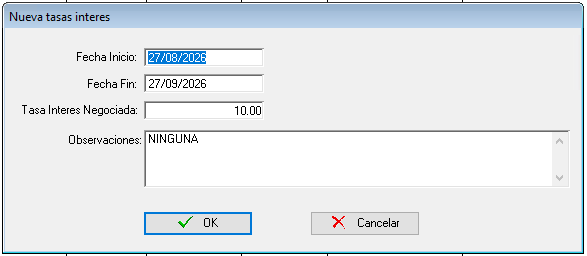 Nueva tasas interes
Fecha Inicio: 27/08/2026
Fecha Fin: 27/09/2026
Tasa Interes Negociada: 10.00
Observaciones: NINGUNA
OK Cancelar